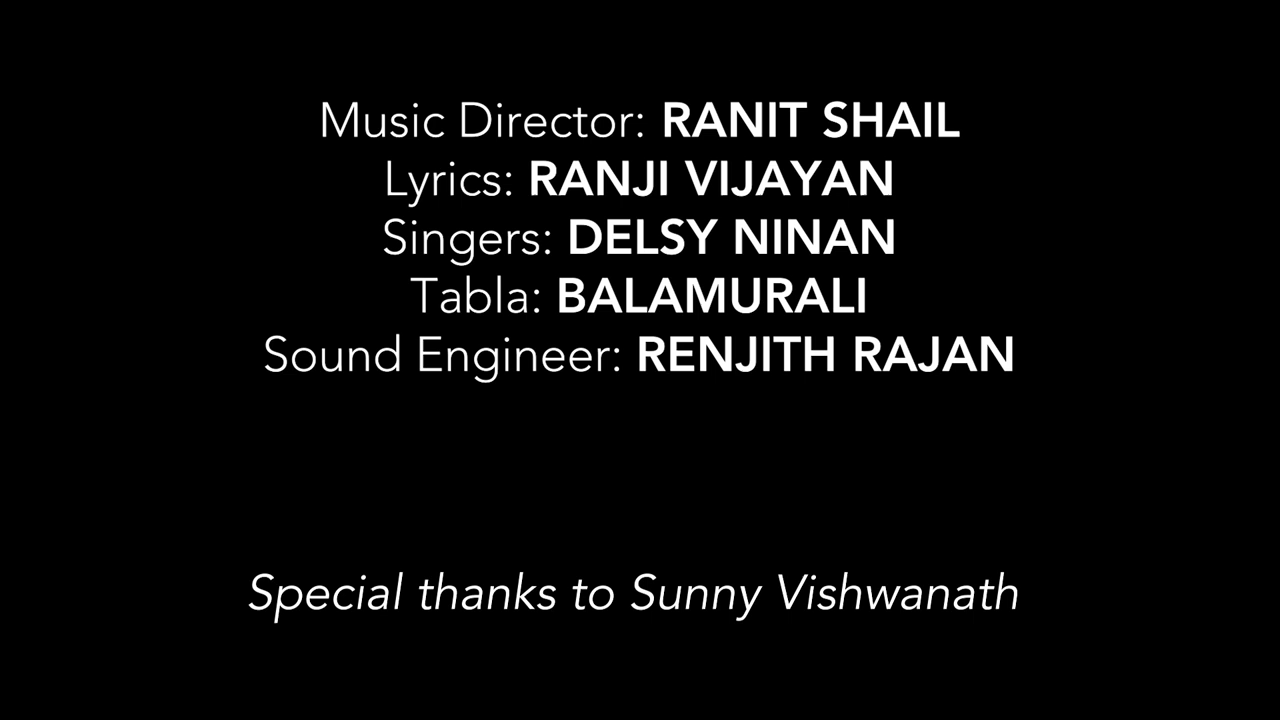 Music Director: RANIT SHAIL
Lyrics: RANJI VIJAYAN
Singers: DELSY NINAN
Tabla: BALAMURALI
Sound Engineer: RENJITH RAJAN
Special thanks to Sunny Vishwanath